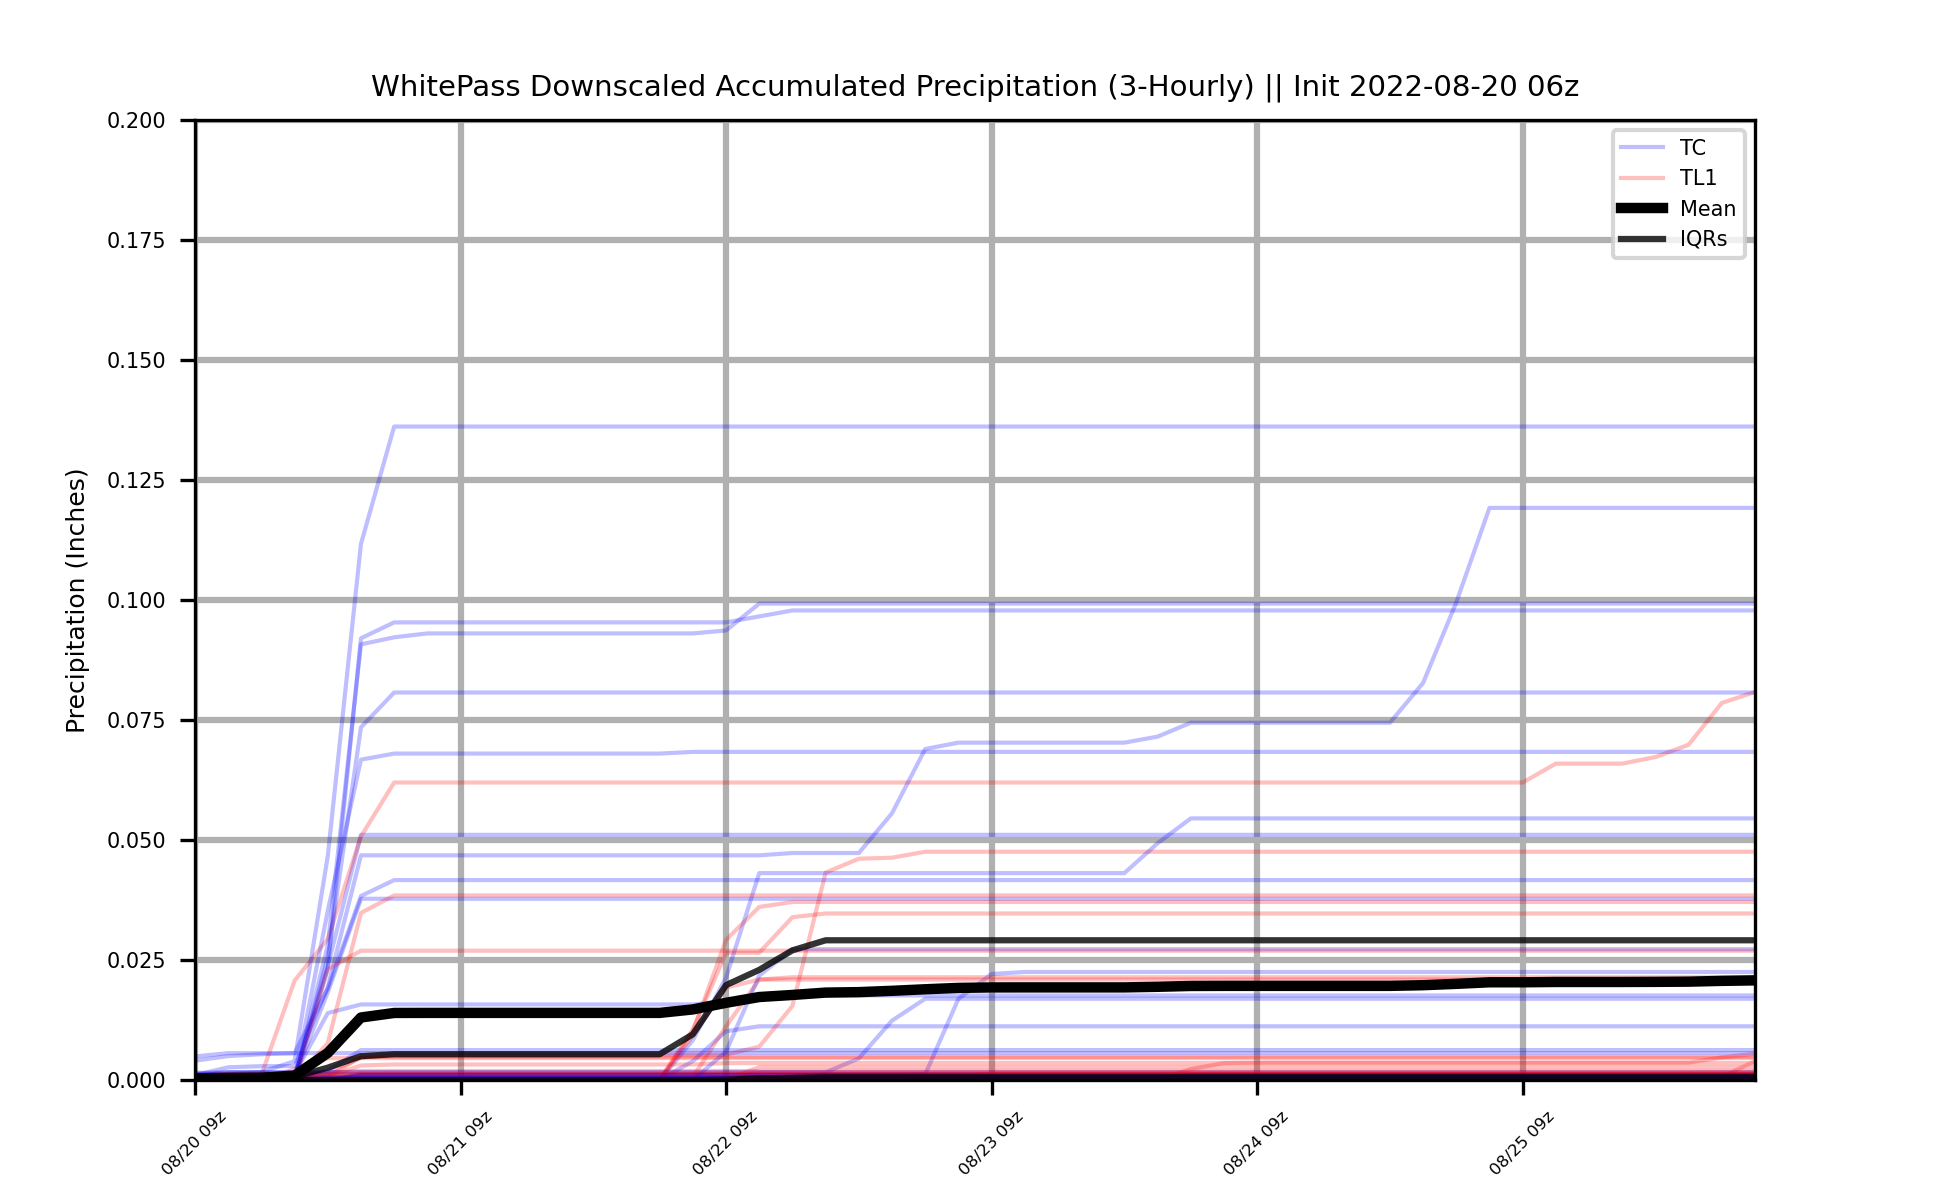 WhitePass Downscaled Accumulated Precipitation (3-Hourly) || Init 2022-08-20 06z
TC
TL1
Mean
IQRs
Precipitation (Inches)
0.200
0.175
0.150
0.125
0.100
0.075
0.050
0.025
0.000
08/20 09z
08/21 09z
08/22 09z
08/23 09z
08/24 09z
08/25 09z